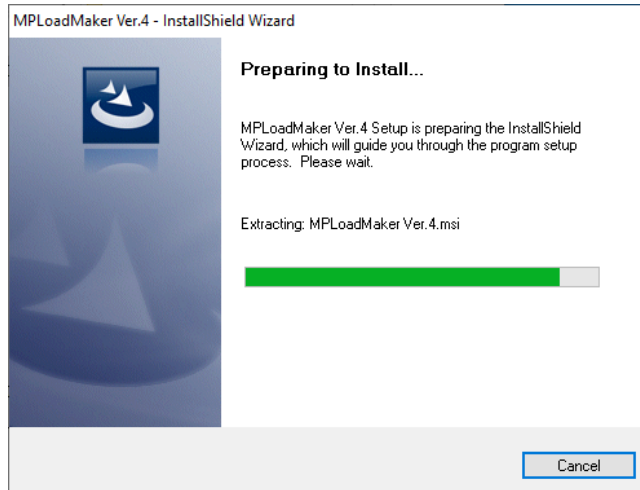 MPLoadMaker Ver.4 - InstallShield Wizard
Preparing to Install...
MPLoadMaker Ver.4 Setup is preparing the InstallShield
Wizard, which will guide you through the program setup
process.  Please wait.
Extracting: MPLoadMaker Ver.4.msi
Cancel